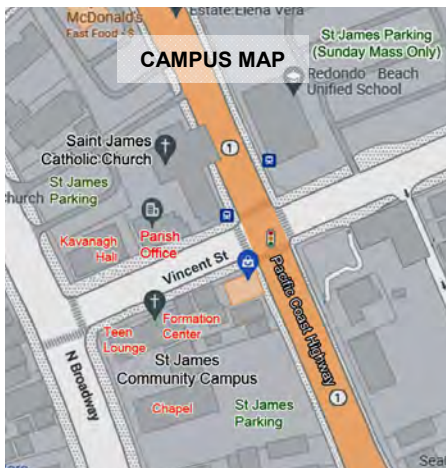 McDonald's
Fast Food · $
Estate:Elena Vera
St James Parking
(Sunday Mass Only)
CAMPUS MAP
Redondo Beach
Unified School
Saint James
Catholic Church
1
church
St James
Parking
Kavanagh
Hall
Parish
Office
Vincent St
Pacific Coast Highway
Teen
Lounge
Formation
Center
N Broadway
St James
Community Campus
Chapel
St James
Parking
1